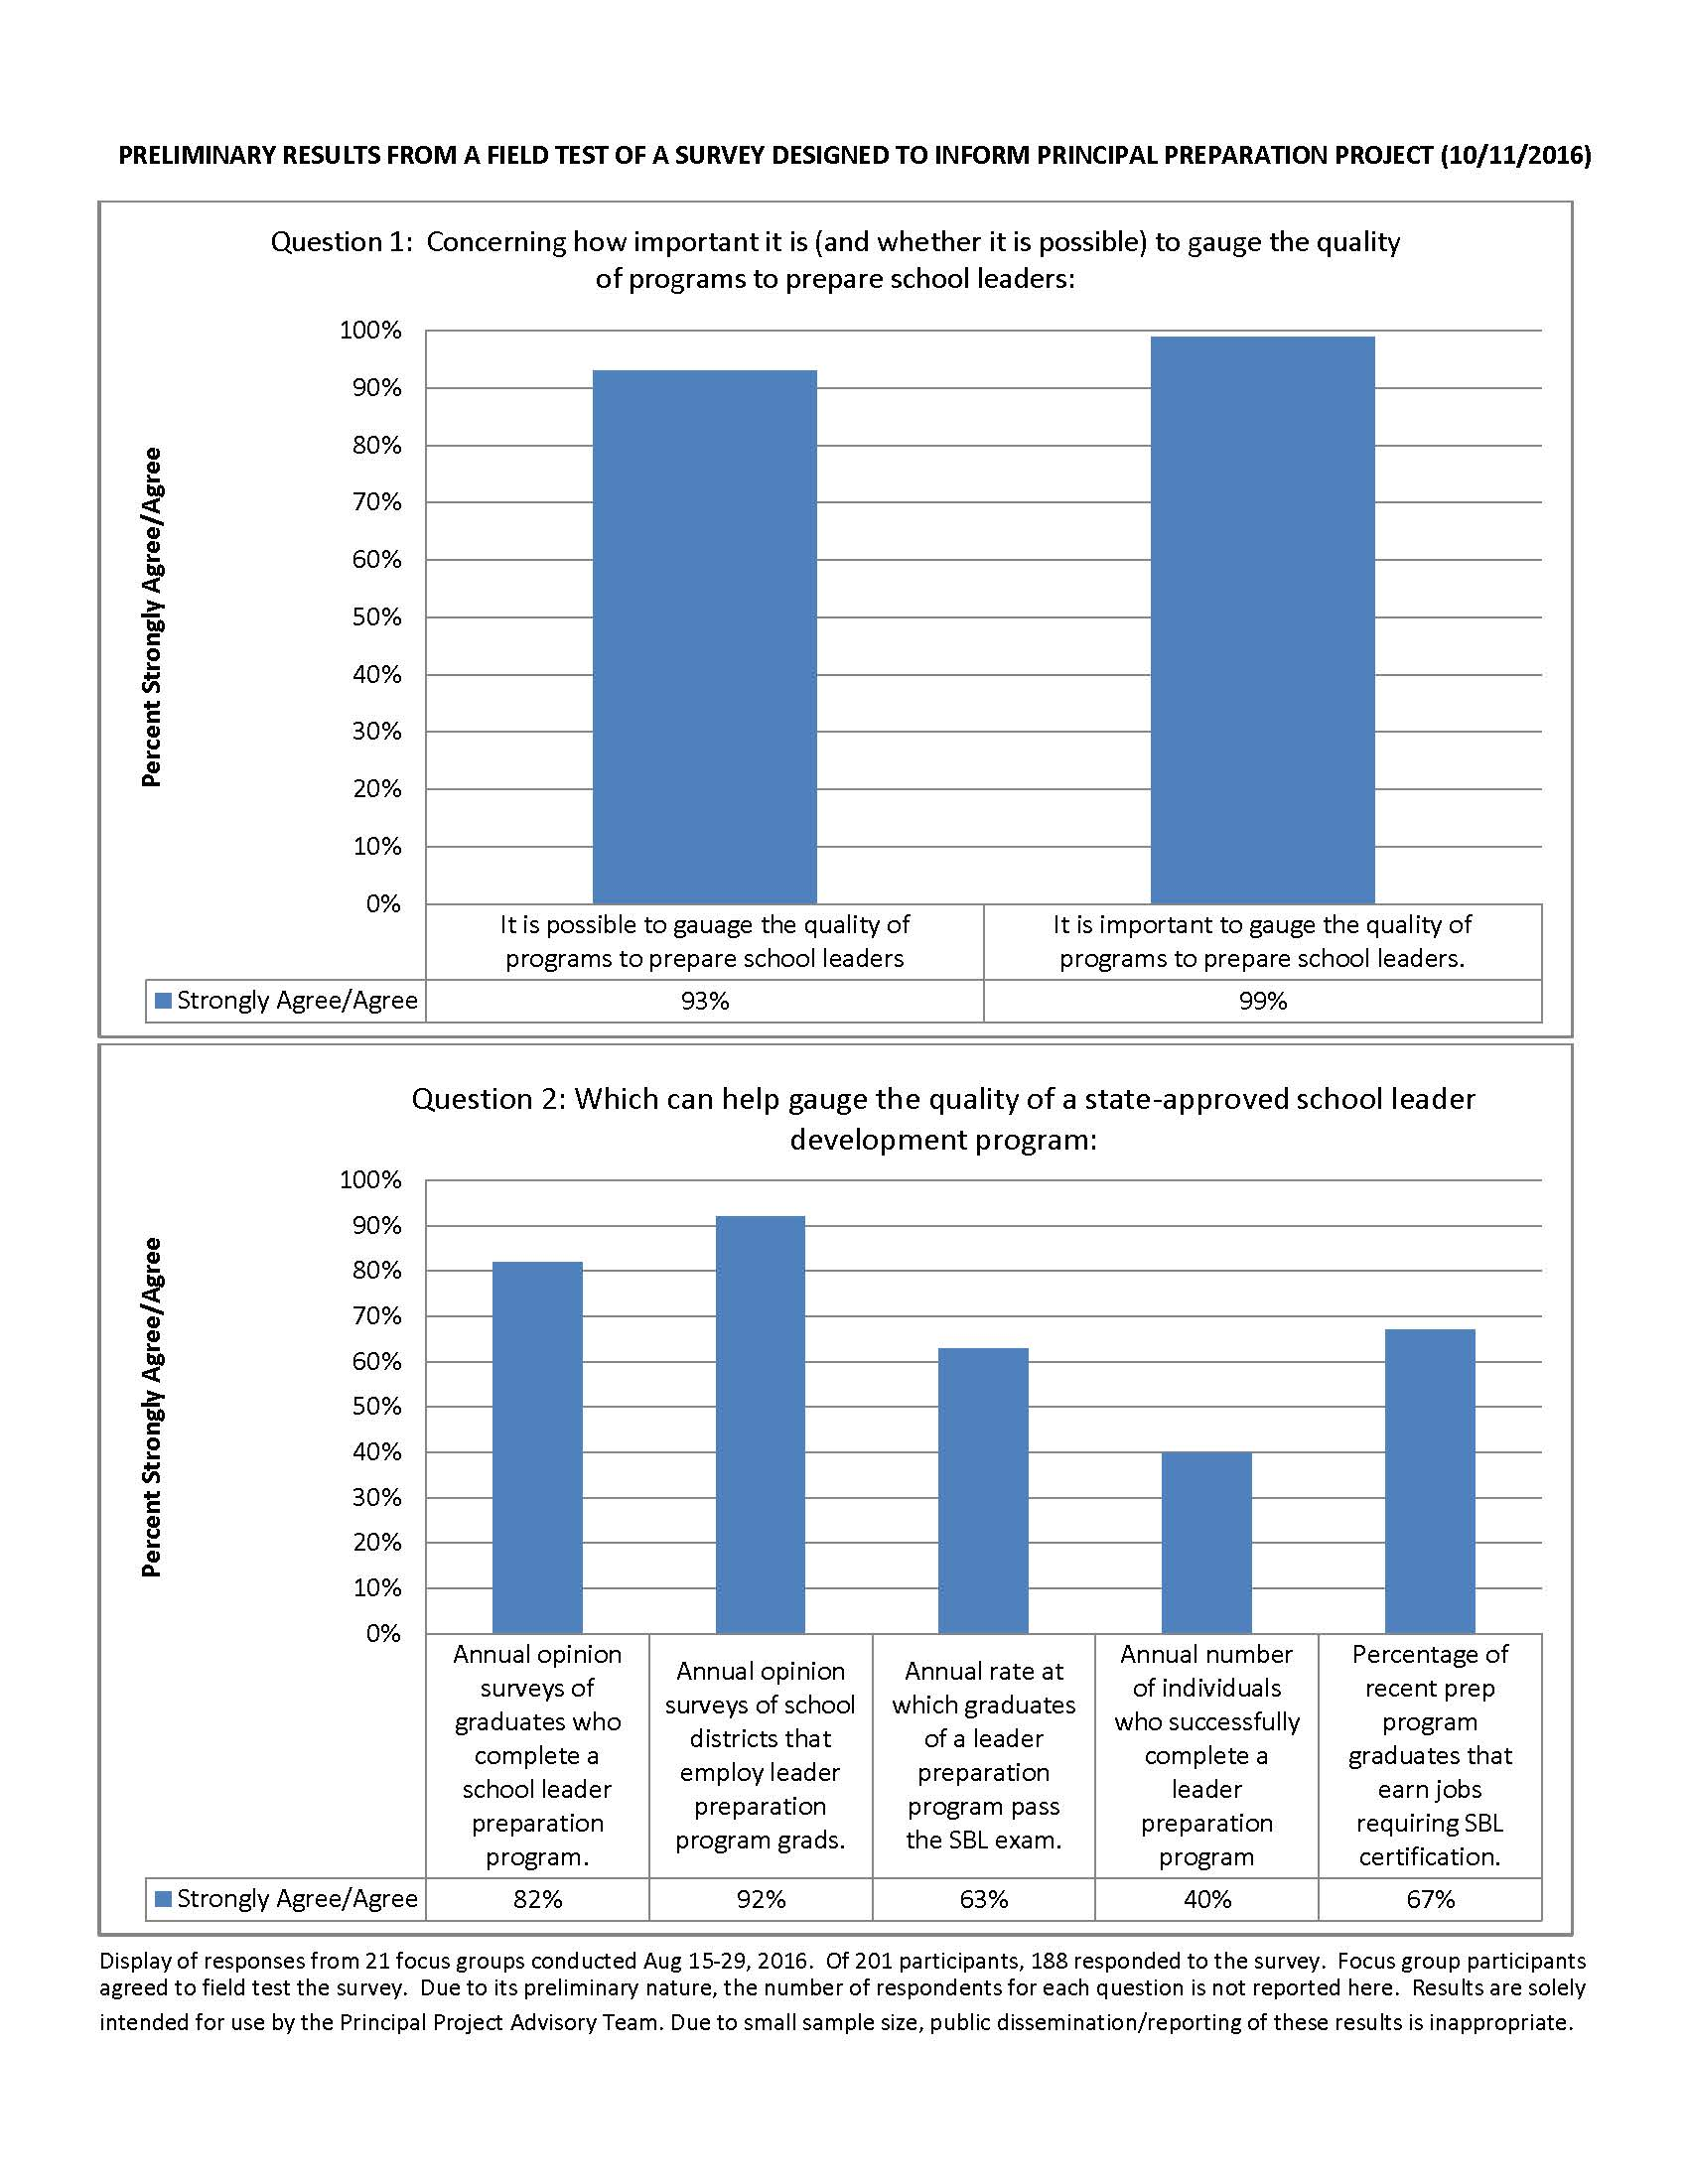 PRELIMINARY RESULTS FROM A FIELD TEST OF A SURVEY DESIGNED TO INFORM PRINCIPAL PREPARATION PROJECT (10/11/2016)
Question 1:  Concerning how important it is (and whether it is possible) to gauge the quality
of programs to prepare school leaders:
Percent Strongly Agree/Agree
100%
90%
80%
70%
60%
50%
40%
30%
20%
10%
0%
It is possible to gauage the quality of
programs to prepare school leaders
It is important to gauge the quality of
programs to prepare school leaders.
Strongly Agree/Agree
93%
99%
Question 2: Which can help gauge the quality of a state-approved school leader
development program:
Percent Strongly Agree/Agree
100%
90%
80%
70%
60%
50%
40%
30%
20%
10%
0%
Annual opinion
surveys of
graduates who
complete a
school leader
preparation
program.
Annual opinion
surveys of school
districts that
employ leader
preparation
program grads.
Annual rate at
which graduates
of a leader
preparation
program pass
the SBL exam.
Annual number
of individuals
who successfully
complete a
leader
preparation
program
Percentage of
recent prep
program
graduates that
earn jobs
requiring SBL
certification.
Strongly Agree/Agree
82%
92%
63%
40%
67%
Display of responses from 21 focus groups conducted Aug 15-29, 2016.  Of 201 participants, 188 responded to the survey.  Focus group participants
agreed to field test the survey.  Due to its preliminary nature, the number of respondents for each question is not reported here.  Results are solely
intended for use by the Principal Project Advisory Team. Due to small sample size, public dissemination/reporting of these results is inappropriate.